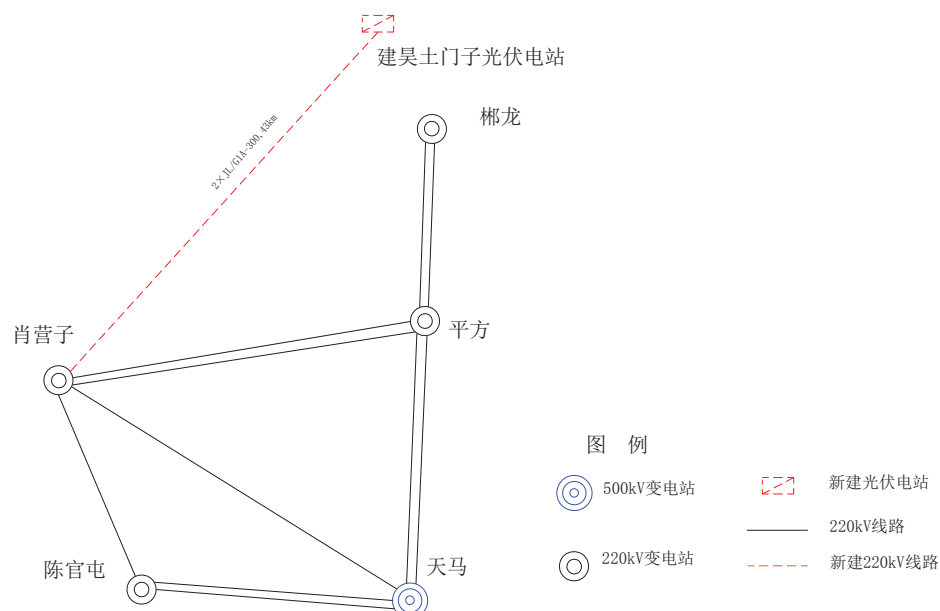 建昊土门子光伏电站
郴龙
2×JL/G1A-300,43km
肖营子
平方
陈官屯
天马
图 例
500kV变电站
新建光伏电站
220kV线路
220kV变电站
新建220kV线路